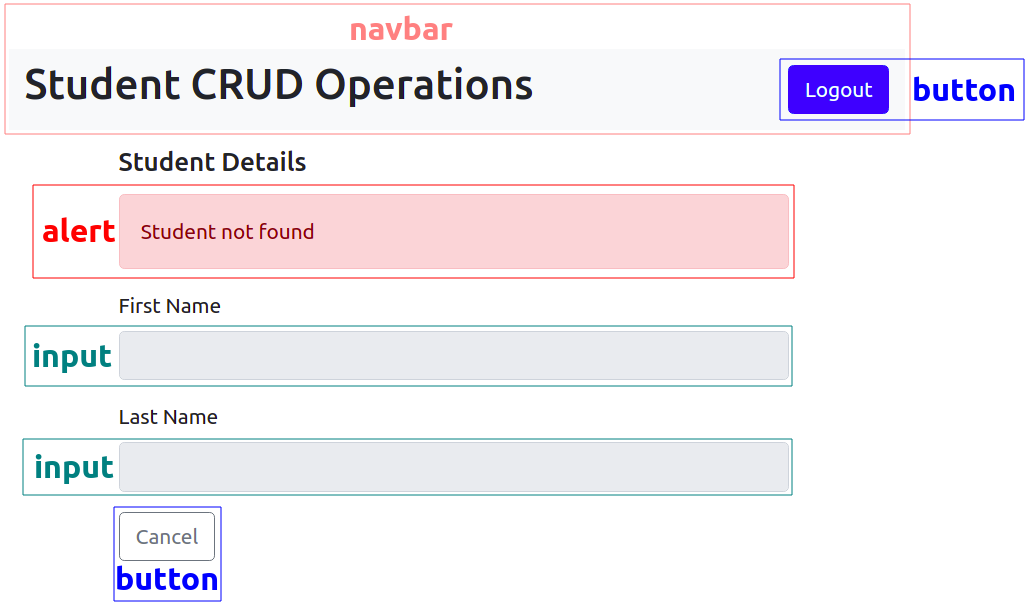 navbar
Student CRUD Operations
Logout
button
Student Details
alert
Student not found
First Name
input
Last Name
input
Cancel
button